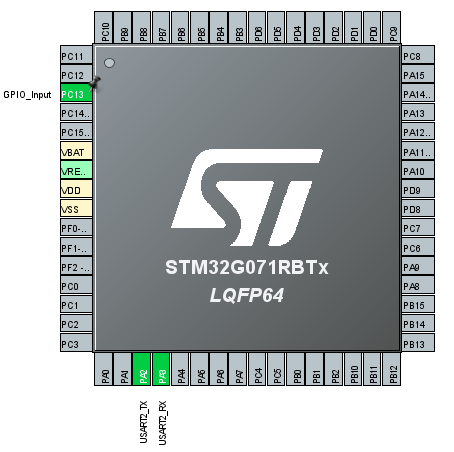 PC10 PB9 PB8 PB7 PB6 PB5 PB4 PB3 PD6 PD5 PD4 PD3 PD2 PD1 PD0 PC9
PC11 PC8
PC12 PA15
GPIO_Input PC13 PA14..
PC14.. PA13
PC15.. PA12..
VBAT PA11..
VRE.. PA10
VDD PD9
VSS PD8
PF0-.. PC7
PF1-.. PC6
PF2 -.. PA9
PC0 PA8
PC1 PB15
PC2 PB14
PC3 PB13
ST
STM32G071RBTx
LQFP64
PA0 PA1 PA2 PA3 PA4 PA5 PA6 PA7 PC4 PC5 PB0 PB1 PB2 PB10 PB11 PB12
USART2_TX USART2_RX